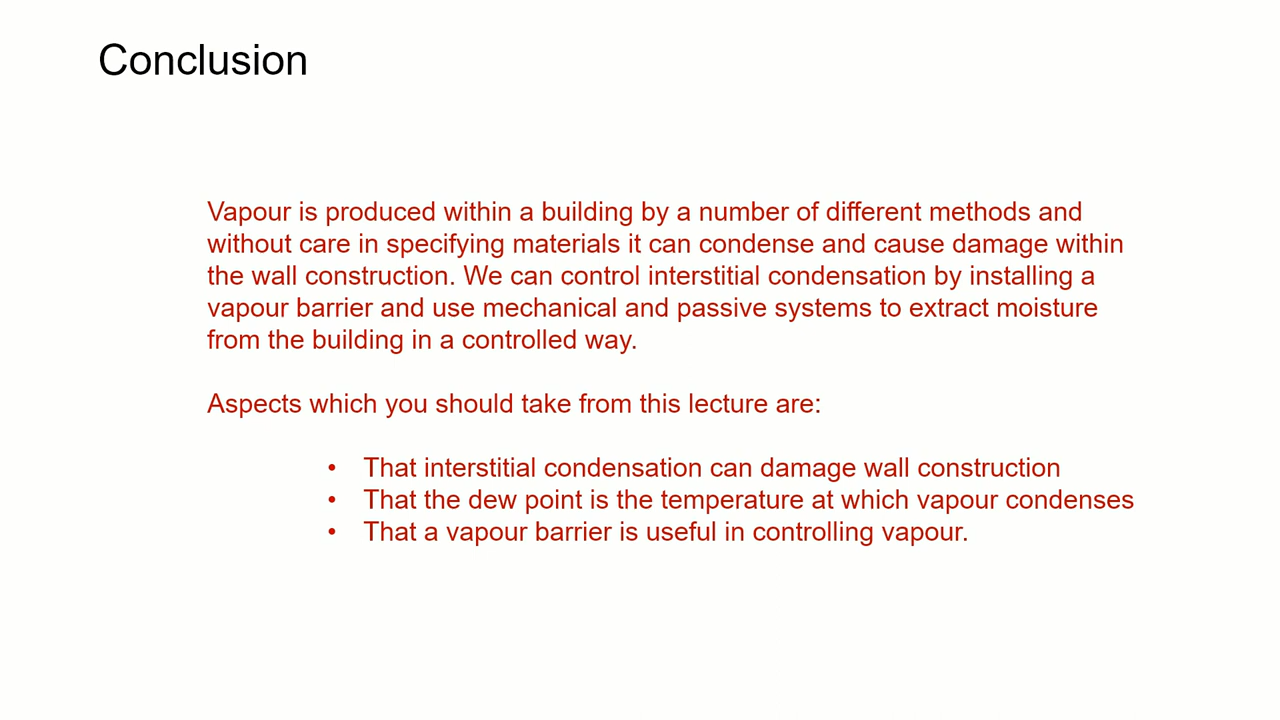 Conclusion
Vapour is produced within a building by a number of different methods and
without care in specifying materials it can condense and cause damage within
the wall construction. We can control interstitial condensation by installing a
vapour barrier and use mechanical and passive systems to extract moisture
from the building in a controlled way.
Aspects which you should take from this lecture are:
• That interstitial condensation can damage wall construction
• That the dew point is the temperature at which vapour condenses
• That a vapour barrier is useful in controlling vapour.